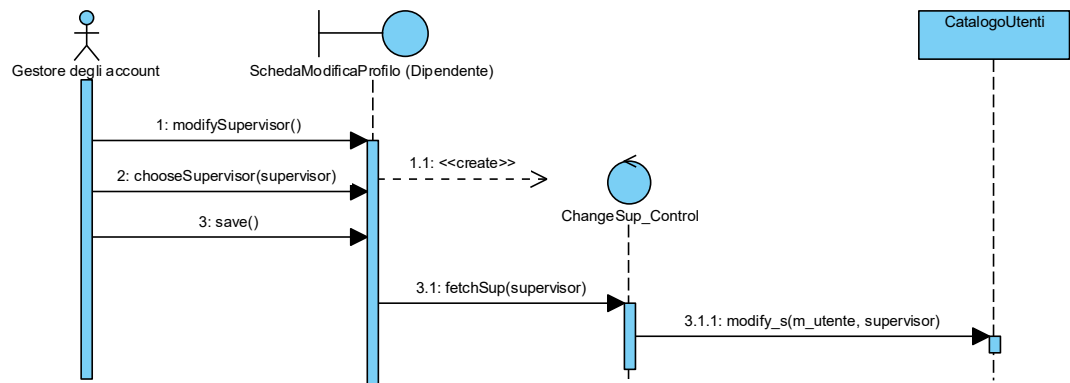 CatalogoUtenti
Gestore degli account
SchedaModificaProfilo (Dipendente)
1: modifySupervisor()
1.1: <<create>>
2: chooseSupervisor(supervisor)
ChangeSup_Control
3: save()
3.1: fetchSup(supervisor)
3.1.1: modify_s(m_utente, supervisor)